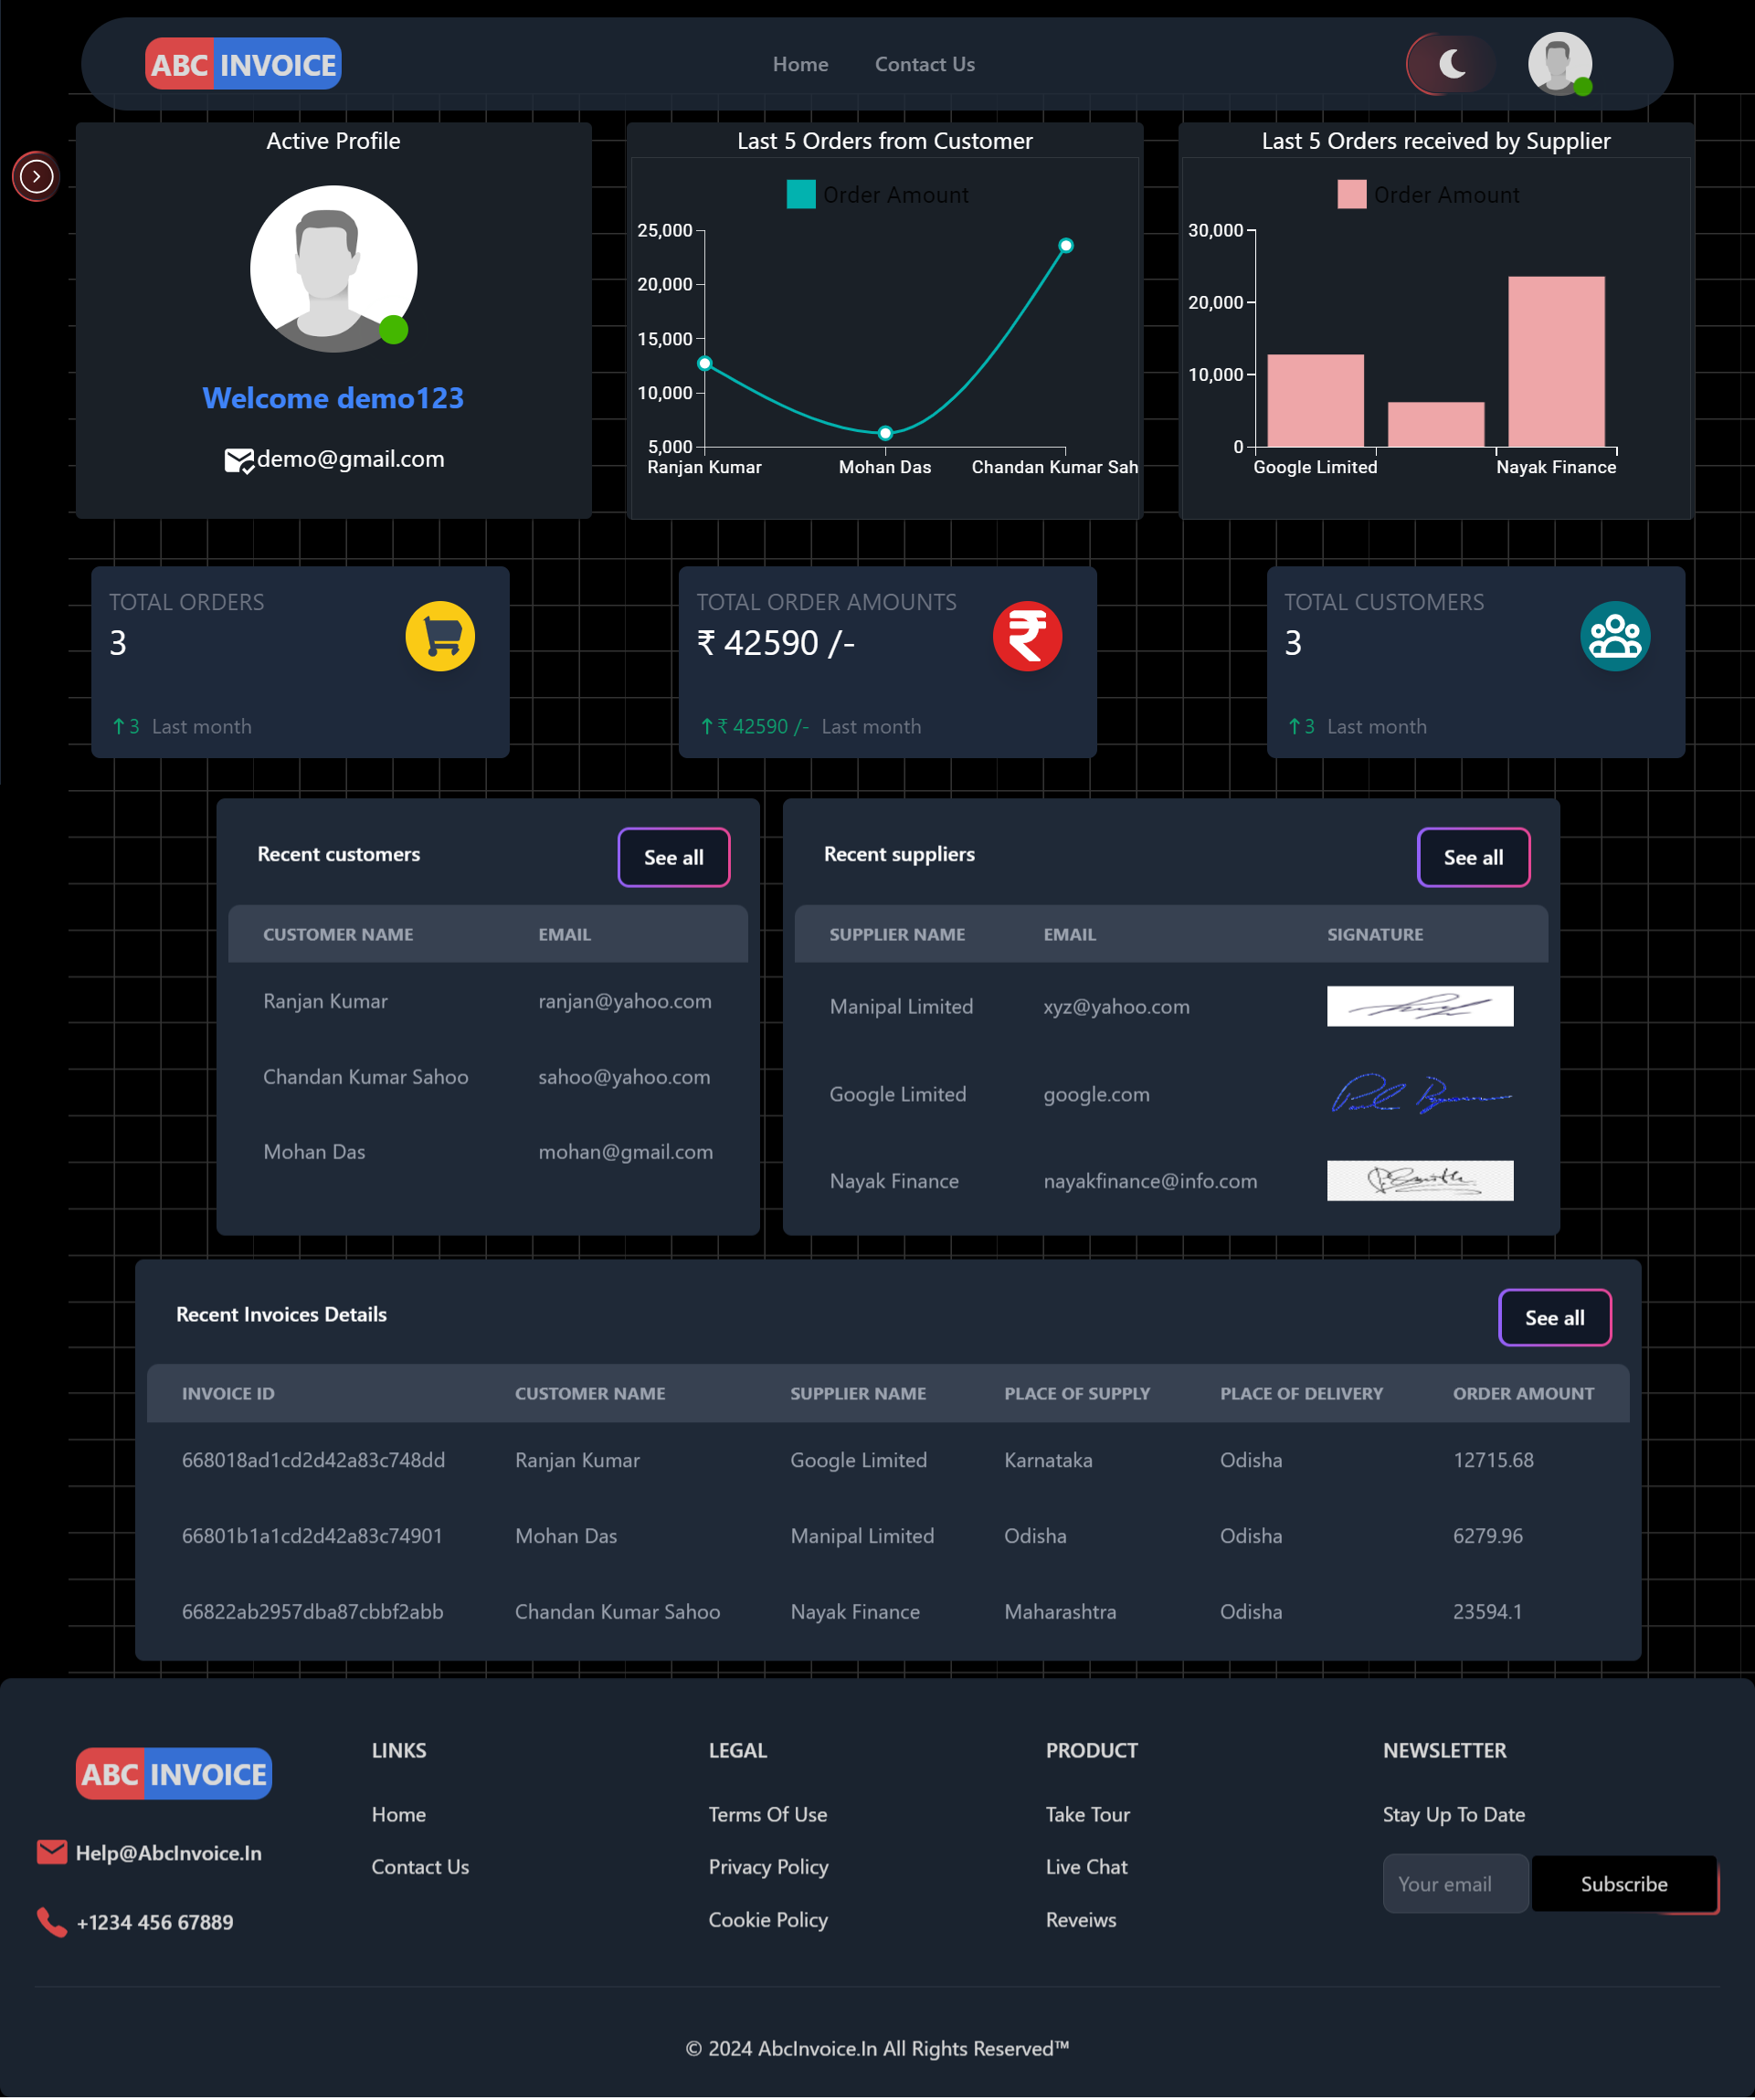 ABC INVOICE
Home Contact Us
Active Profile
Welcome demo123
demo@gmail.com
Last 5 Orders from Customer
Order Amount
25,000
20,000
15,000
10,000
5,000
Ranjan Kumar Mohan Das Chandan Kumar Sah
Last 5 Orders received by Supplier
Order Amount
30,000
20,000
10,000
0
Google Limited Nayak Finance
TOTAL ORDERS
3
↑3 Last month
TOTAL ORDER AMOUNTS
₹ 42590 /-
↑₹ 42590 /- Last month
TOTAL CUSTOMERS
3
↑3 Last month
Recent customers See all
CUSTOMER NAME EMAIL
Ranjan Kumar ranjan@yahoo.com
Chandan Kumar Sahoo sahoo@yahoo.com
Mohan Das mohan@gmail.com
Recent suppliers See all
SUPPLIER NAME EMAIL SIGNATURE
Manipal Limited xyz@yahoo.com
Google Limited google.com
Nayak Finance nayakfinance@info.com
Recent Invoices Details See all
INVOICE ID CUSTOMER NAME SUPPLIER NAME PLACE OF SUPPLY PLACE OF DELIVERY ORDER AMOUNT
668018ad1cd2d42a83c748dd Ranjan Kumar Google Limited Karnataka Odisha 12715.68
66801b1a1cd2d42a83c74901 Mohan Das Manipal Limited Odisha Odisha 6279.96
66822ab2957dba87cbbf2abb Chandan Kumar Sahoo Nayak Finance Maharashtra Odisha 23594.1
ABC INVOICE
Help@AbcInvoice.In
+1234 456 67889
LINKS
Home
Contact Us
LEGAL
Terms Of Use
Privacy Policy
Cookie Policy
PRODUCT
Take Tour
Live Chat
Reveiws
NEWSLETTER
Stay Up To Date
Your email Subscribe
© 2024 AbcInvoice.In All Rights Reserved™